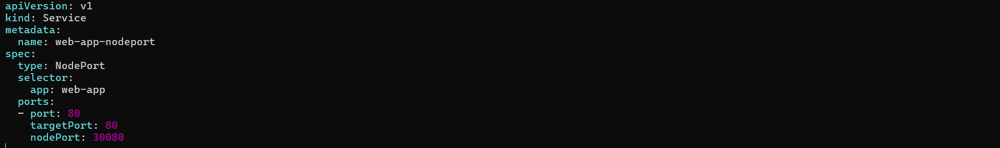 apiVersion: v1
kind: Service
metadata:
  name: web-app-nodeport
spec:
  type: NodePort
  selector:
    app: web-app
  ports:
  - port: 80
    targetPort: 80
    nodePort: 30080